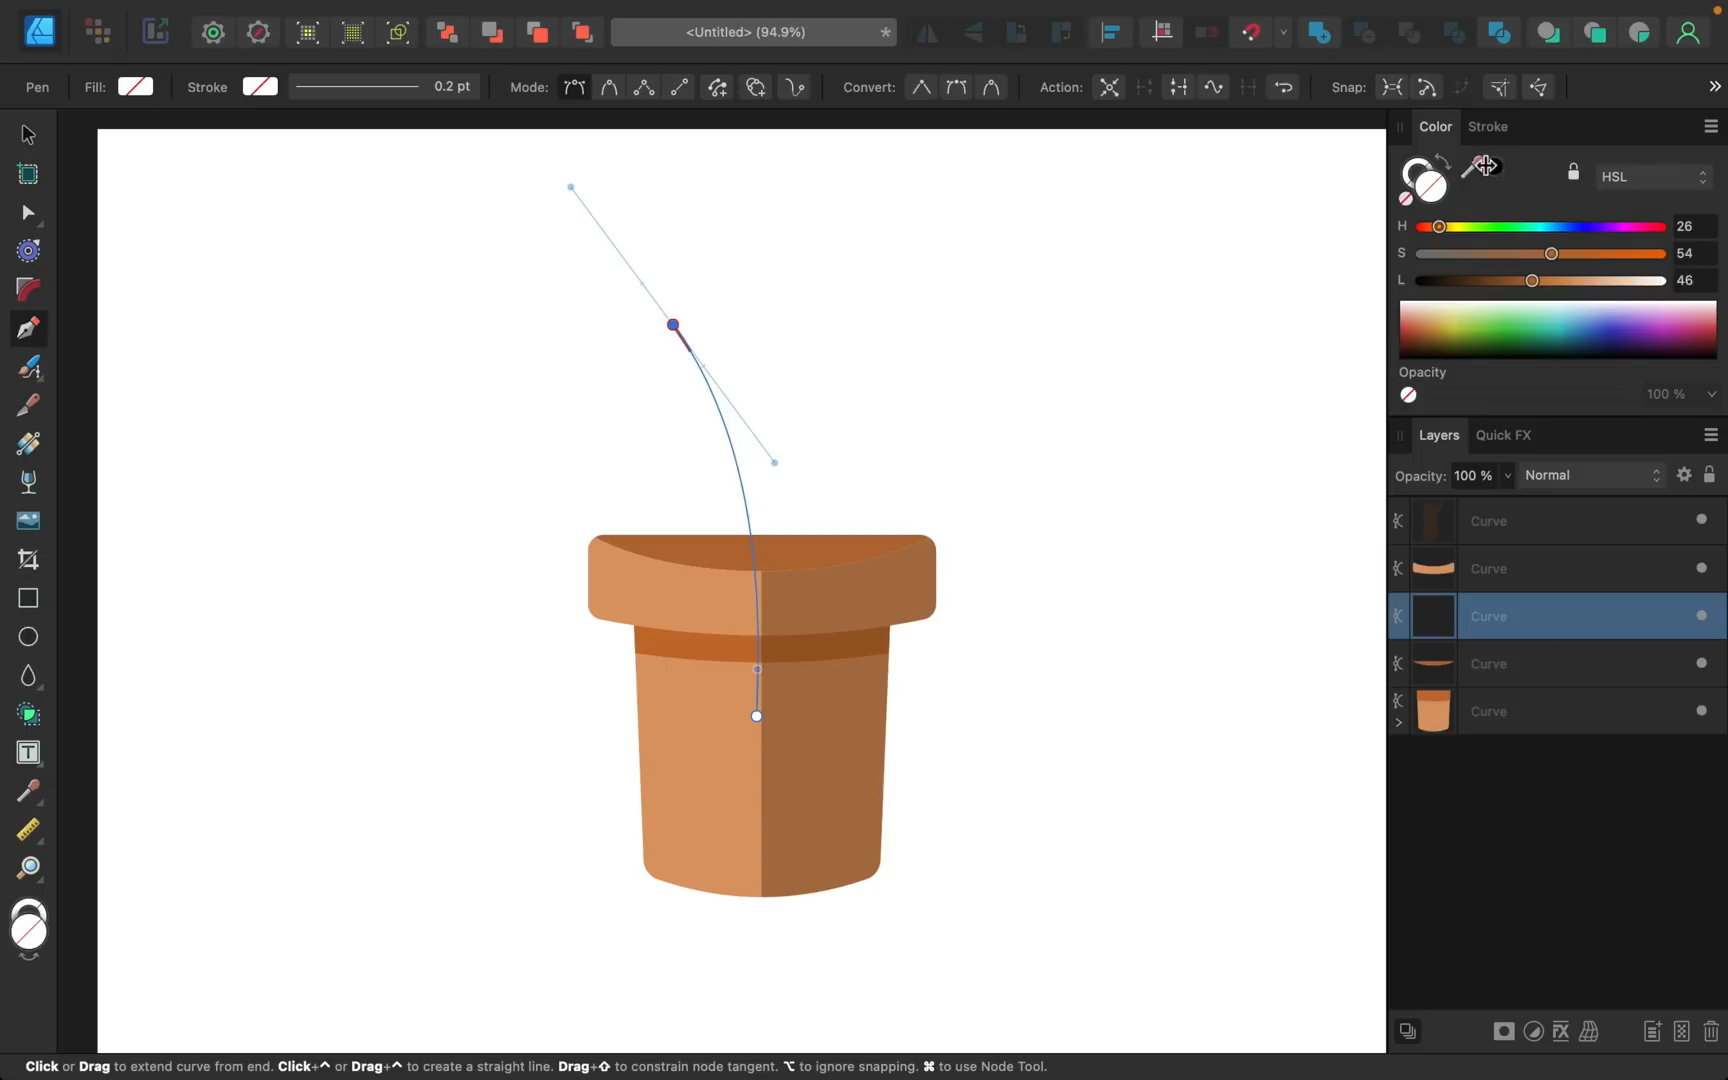 <Untitled> (94.9%)
*
Pen
Fill:
Stroke
0.2 pt
Mode:
Convert:
Action:
Snap:
Color
Stroke
HSL
H
26
S
54
L
46
Opacity
100 %
Layers
Quick FX
Opacity:
100 %
Normal
Curve
Curve
Curve
Curve
Curve
T
FX
Click or Drag to extend curve from end. Click+^ or Drag+^ to create a straight line. Drag+⇧ to constrain node tangent. ⌥ to ignore snapping. ⌘ to use Node Tool.